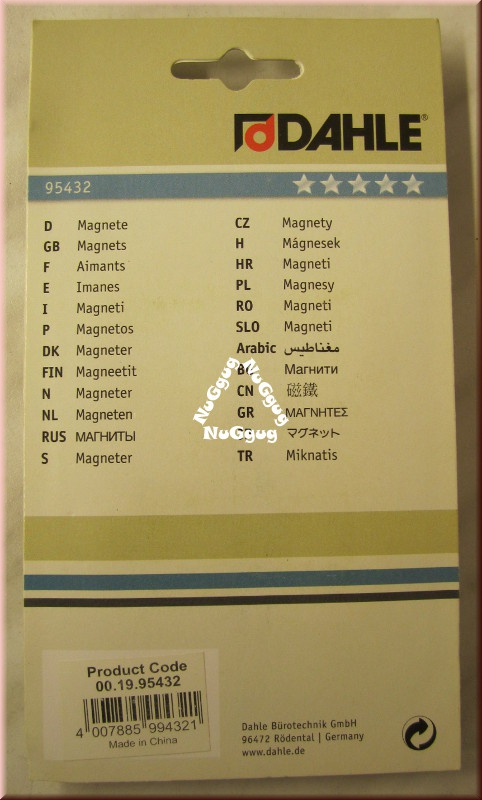 DAHLE®
95432
D Magnete
GB Magnets
F Aimants
E Imanes
I Magneti
P Magnetos
DK Magneter
FIN Magneetit
N Magneter
NL Magneten
RUS МАГНИТЫ
S Magneter
CZ Magnety
H Mágnesek
HR Magneti
PL Magnesy
RO Magneti
SLO Magneti
Arabic مغناطيس
Магнити
CN 磁鐵
GR ΜΑΓΝΗΤΕΣ
マグネット
TR Miknatis
NuGgug
NuGgug
NuGgug
Product Code
00.19.95432
4 007885 994321
Made in China
Dahle Bürotechnik GmbH
96472 Rödental | Germany
www.dahle.de